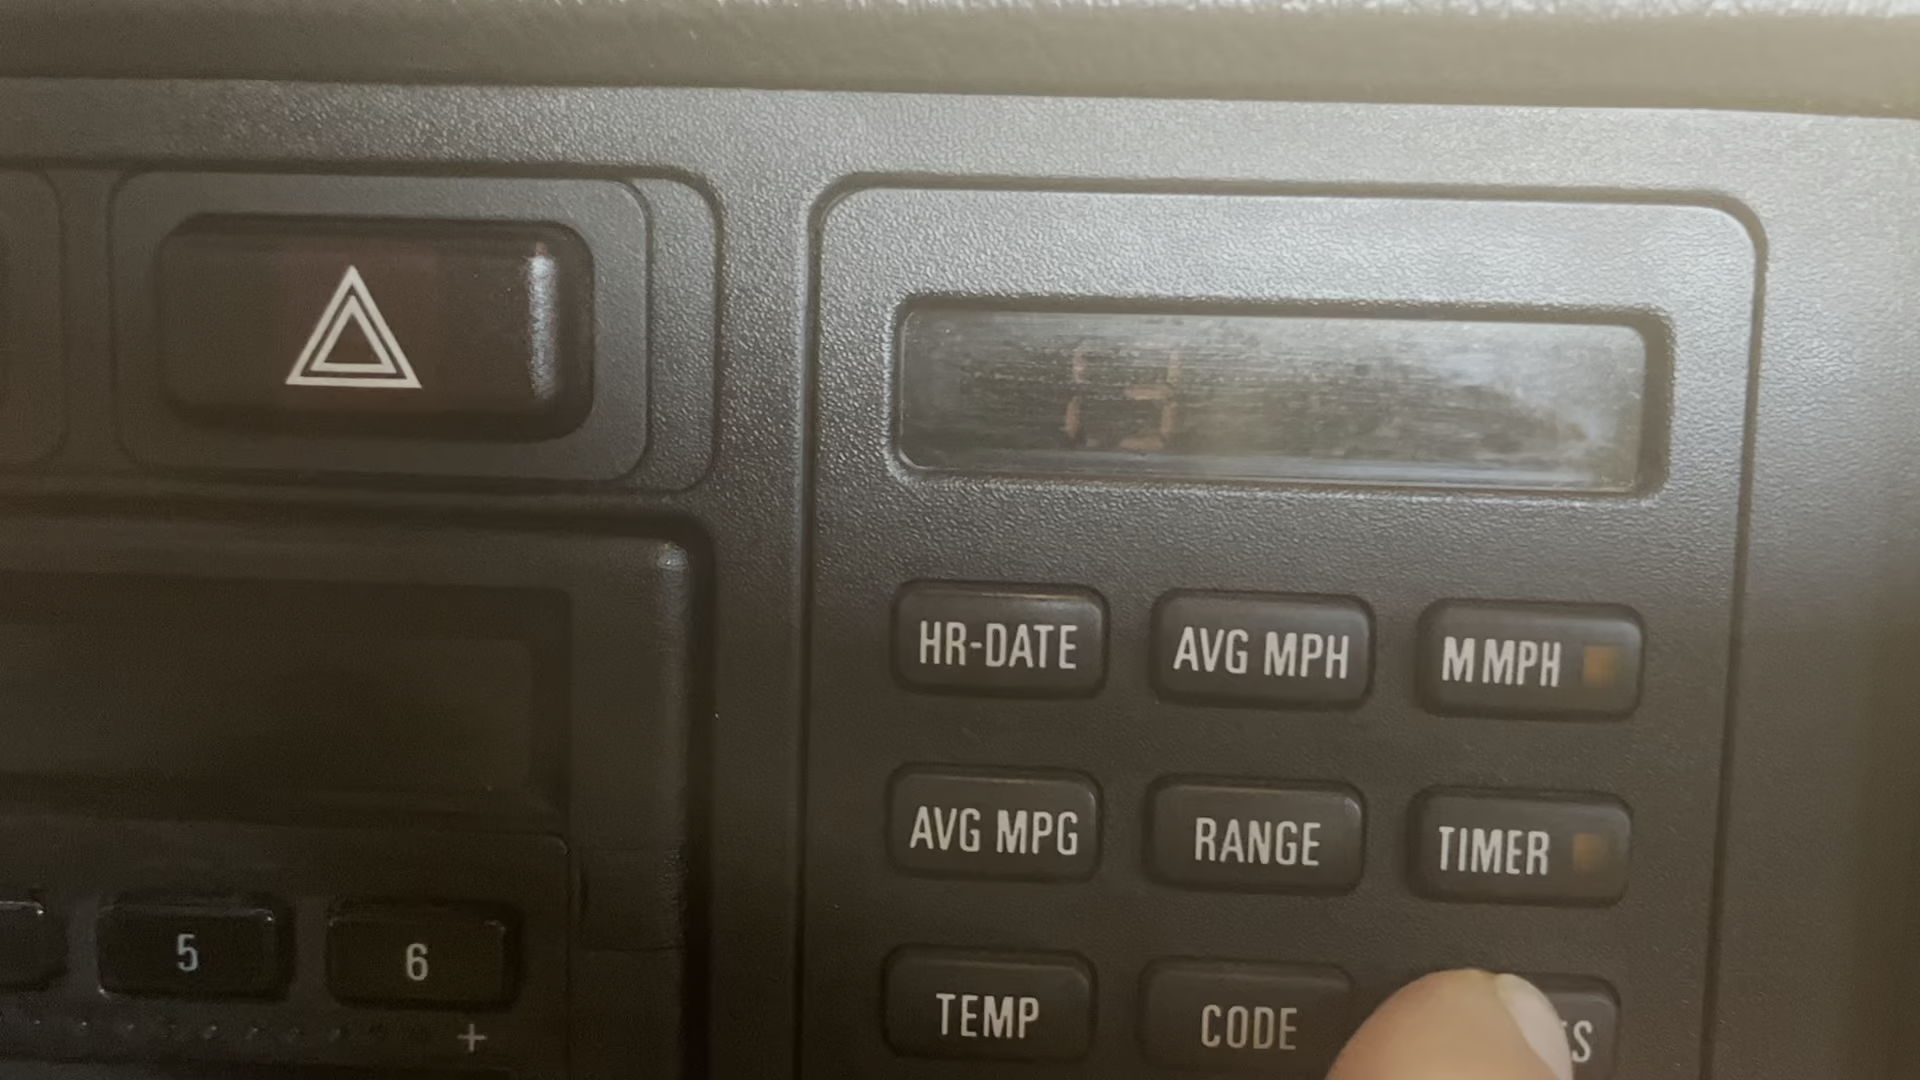 HR-DATE AVG MPH M MPH
AVG MPG RANGE TIMER
5 6
TEMP CODE S
+